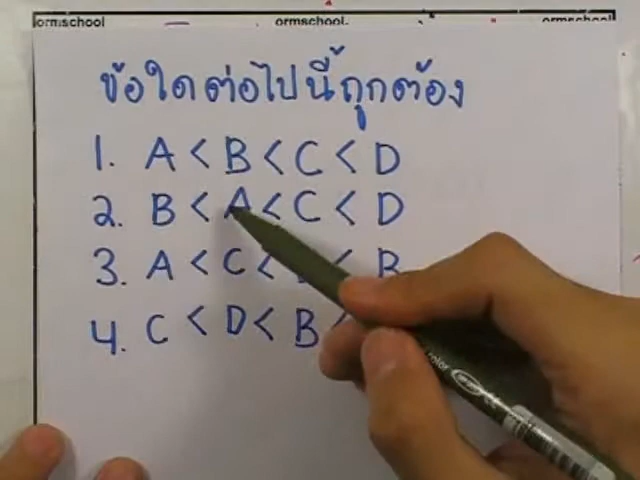 ormschool ormschool. ormschool
ข้อใดต่อไปนี้ถูกต้อง
1. A < B < C < D
2. B < A < C < D
3. A < C < < B
4. C < D < B <